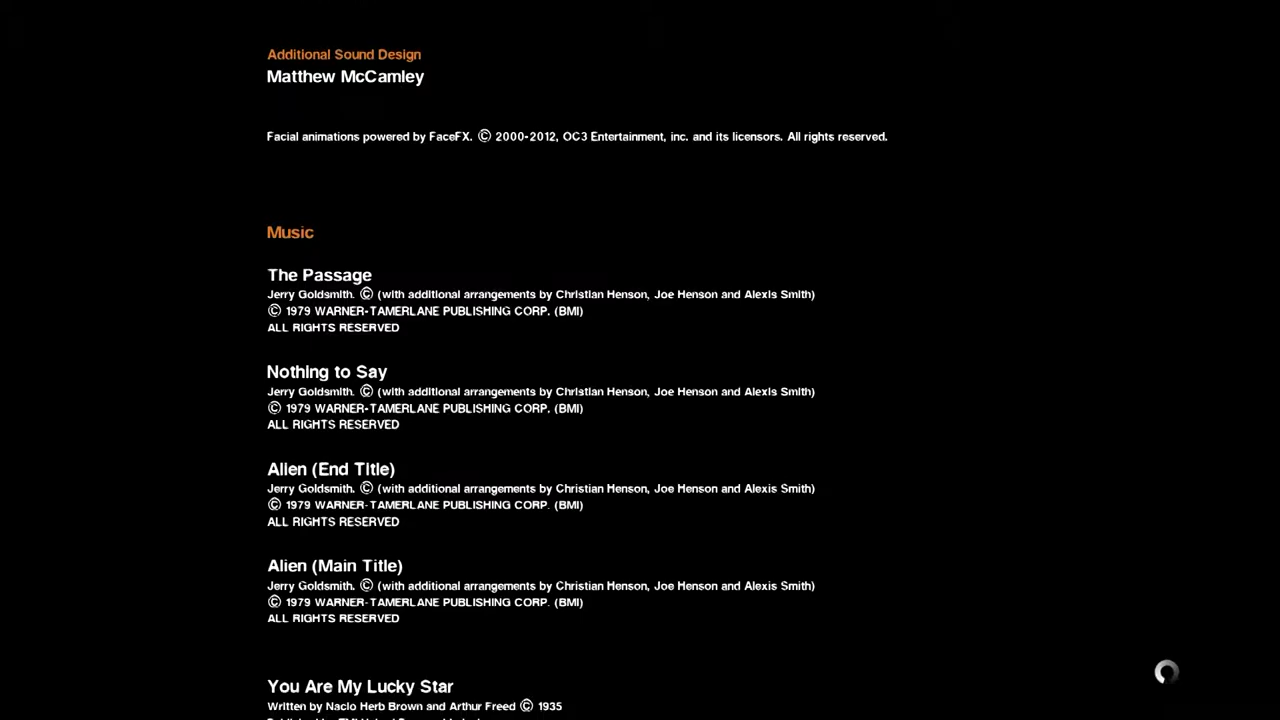 Additional Sound Design
Matthew McCamley
Facial animations powered by FaceFX. © 2000-2012, OC3 Entertainment, inc. and its licensors. All rights reserved.
Music
The Passage
Jerry Goldsmith. © (with additional arrangements by Christian Henson, Joe Henson and Alexis Smith)
© 1979 WARNER-TAMERLANE PUBLISHING CORP. (BMI)
ALL RIGHTS RESERVED
Nothing to Say
Jerry Goldsmith. © (with additional arrangements by Christian Henson, Joe Henson and Alexis Smith)
© 1979 WARNER-TAMERLANE PUBLISHING CORP. (BMI)
ALL RIGHTS RESERVED
Alien (End Title)
Jerry Goldsmith. © (with additional arrangements by Christian Henson, Joe Henson and Alexis Smith)
© 1979 WARNER-TAMERLANE PUBLISHING CORP. (BMI)
ALL RIGHTS RESERVED
Alien (Main Title)
Jerry Goldsmith. © (with additional arrangements by Christian Henson, Joe Henson and Alexis Smith)
© 1979 WARNER-TAMERLANE PUBLISHING CORP. (BMI)
ALL RIGHTS RESERVED
You Are My Lucky Star
Written by Nacio Herb Brown and Arthur Freed © 1935